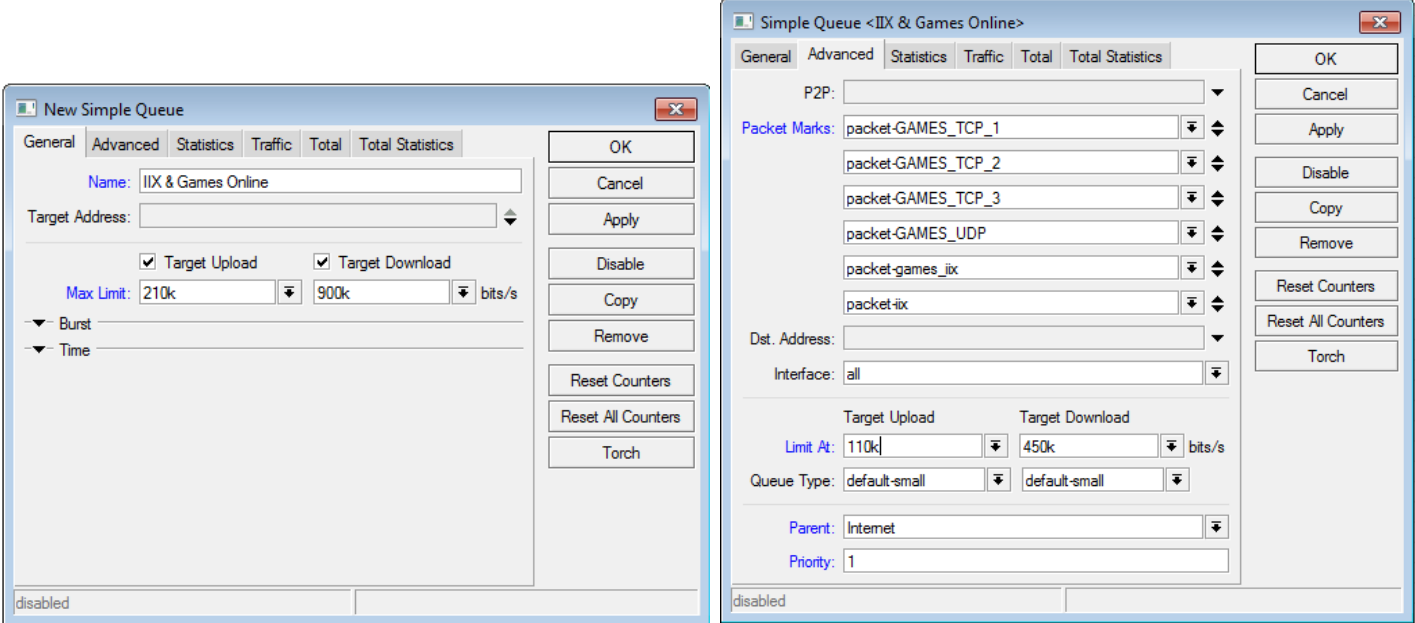 New Simple Queue
General Advanced Statistics Traffic Total Total Statistics
Name: IIX & Games Online
Target Address:
Target Upload Target Download
Max Limit: 210k 900k bits/s
Burst
Time
OK
Cancel
Apply
Disable
Copy
Remove
Reset Counters
Reset All Counters
Torch
disabled
Simple Queue <IIX & Games Online>
General Advanced Statistics Traffic Total Total Statistics
P2P:
Packet Marks: packet-GAMES_TCP_1
packet-GAMES_TCP_2
packet-GAMES_TCP_3
packet-GAMES_UDP
packet-games_iix
packet-iix
Dst. Address:
Interface: all
Target Upload Target Download
Limit At: 110k 450k bits/s
Queue Type: default-small default-small
Parent: Internet
Priority: 1
OK
Cancel
Apply
Disable
Copy
Remove
Reset Counters
Reset All Counters
Torch
disabled